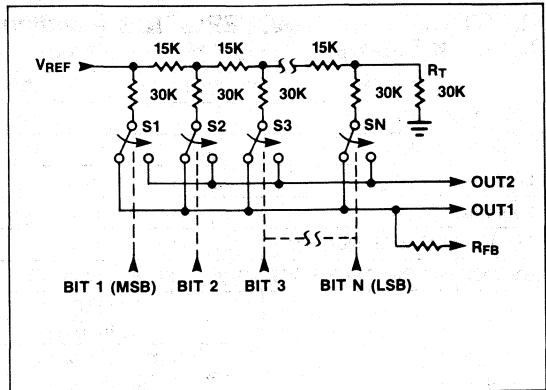 15K 15K 15K
VREF
RT
30K 30K 30K 30K 30K
S1 S2 S3 SN
OUT2
OUT1
RFB
BIT 1 (MSB) BIT 2 BIT 3 BIT N (LSB)